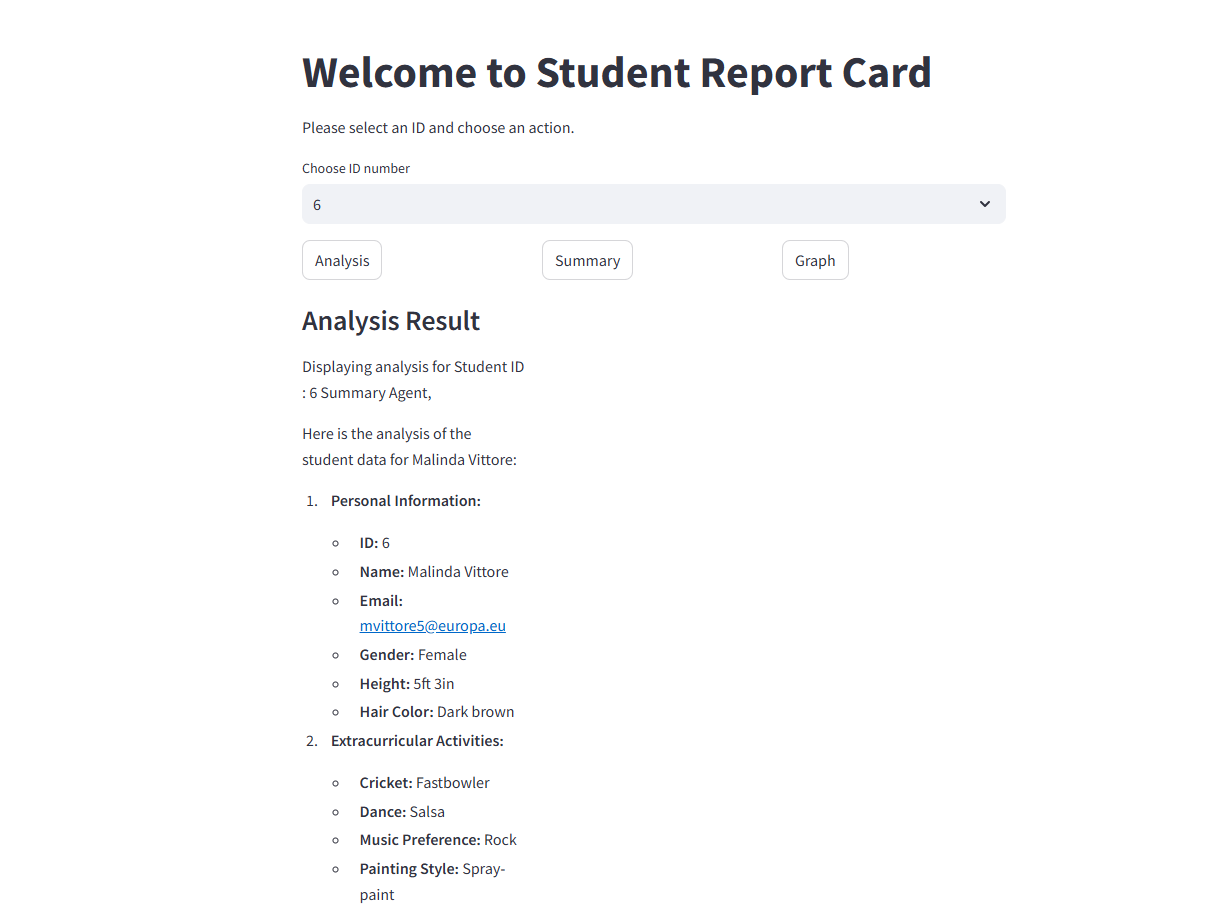 Welcome to Student Report Card
Please select an ID and choose an action.
Choose ID number
6
Analysis
Summary
Graph
Analysis Result
Displaying analysis for Student ID
: 6 Summary Agent,
Here is the analysis of the
student data for Malinda Vittore:
1. Personal Information:
ID: 6
Name: Malinda Vittore
Email:
mvittore5@europa.eu
Gender: Female
Height: 5ft 3in
Hair Color: Dark brown
2. Extracurricular Activities:
Cricket: Fastbowler
Dance: Salsa
Music Preference: Rock
Painting Style: Spray-
paint